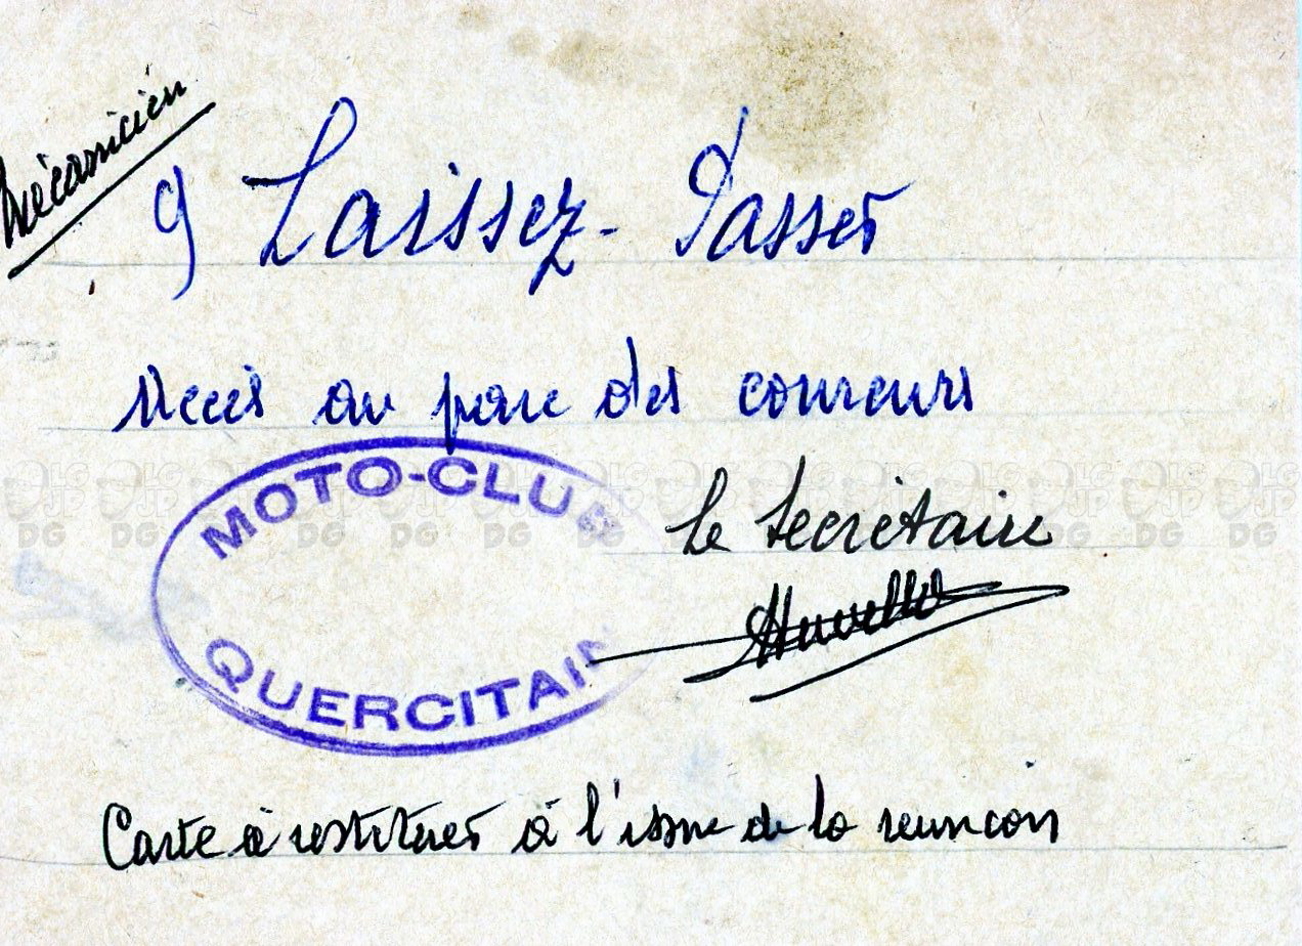 Mécanicien
9 Laissez-Passer
Accès au parc des coureurs
MOTO-CLUB
QUERCITAIN
Le Secrétaire
Carte à restituer à l'issue de la réunion